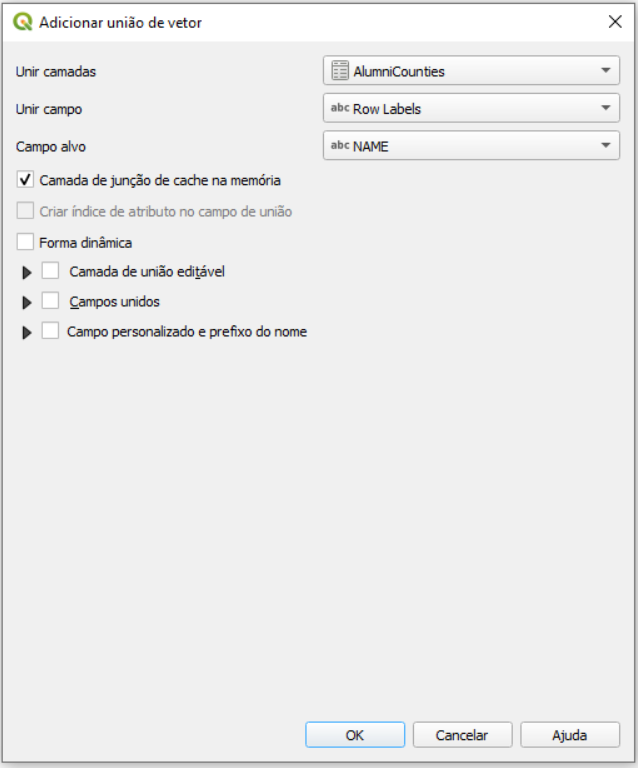 Adicionar união de vetor
Unir camadas AlumniCounties
Unir campo abc Row Labels
Campo alvo abc NAME
Camada de junção de cache na memória
Criar índice de atributo no campo de união
Forma dinâmica
Camada de união editável
Campos unidos
Campo personalizado e prefixo do nome
OK Cancelar Ajuda